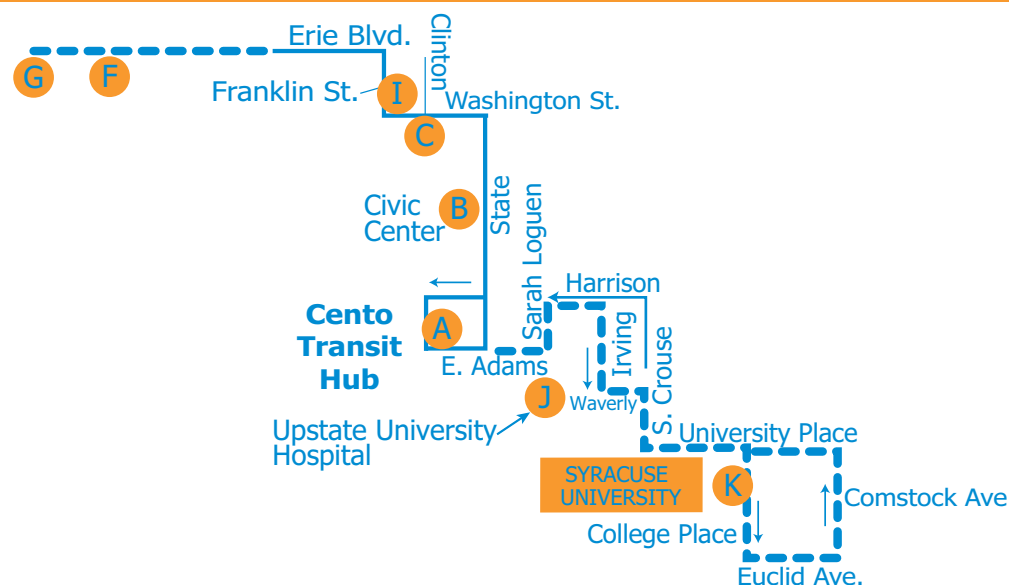 Erie Blvd.
Clinton
G
F
Franklin St.
I
Washington St.
C
Civic
Center
B
State
Sarah Loguen
Harrison
Cento
Transit
Hub
A
E. Adams
Irving
S. Crouse
J
Waverly
Upstate University
Hospital
University Place
SYRACUSE
UNIVERSITY
K
Comstock Ave
College Place
Euclid Ave.